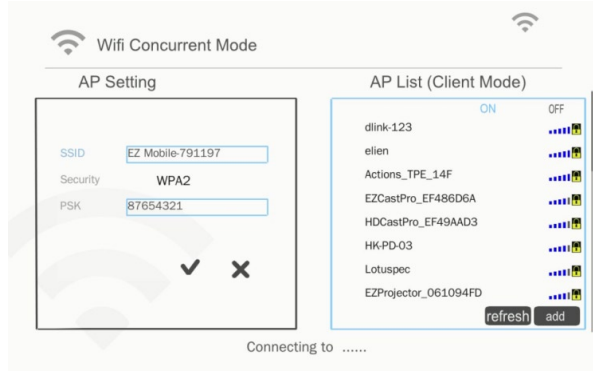 Wifi Concurrent Mode
AP Setting
SSID EZ Mobile-791197
Security WPA2
PSK 87654321
AP List (Client Mode)
ON OFF
dlink-123
elien
Actions_TPE_14F
EZCastPro_EF486D6A
HDCastPro_EF49AAD3
HK-PD-03
Lotuspec
EZProjector_061094FD
refresh add
Connecting to ......